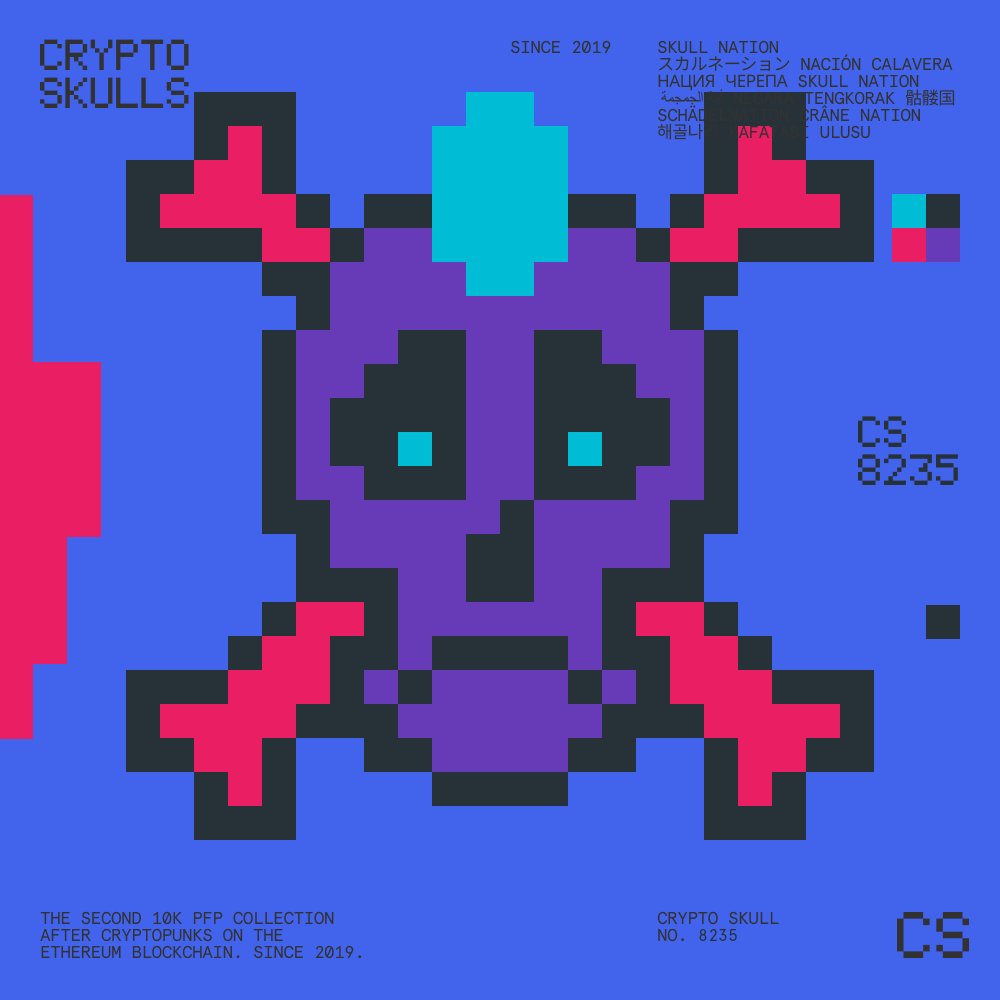 CRYPTO
SKULLS
SINCE 2019
SKULL NATION
スカルネーション NACIÓN CALAVERA
НАЦИЯ ЧЕРЕПА SKULL NATION
TENGKORAK 骷髅国
CRÂNE NATION
해골 ULUSU
CS
8235
THE SECOND 10K PFP COLLECTION
AFTER CRYPTOPUNKS ON THE
ETHEREUM BLOCKCHAIN. SINCE 2019.
CRYPTO SKULL
NO. 8235
CS